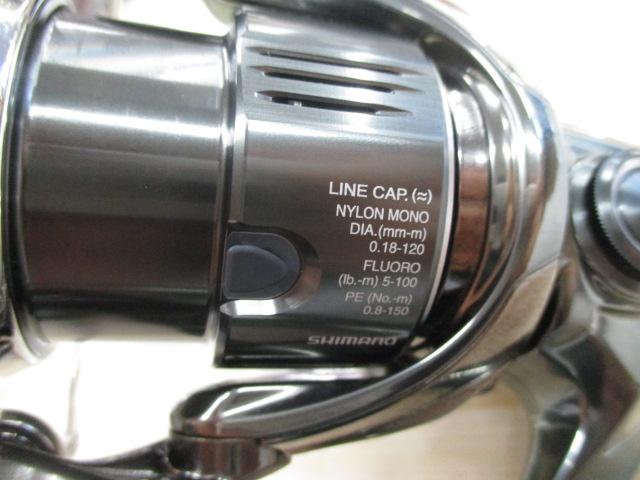 LINE CAP.(≈)
NYLON MONO
DIA.(mm-m)
0.18-120
FLUORO
(lb.-m) 5-100
PE (No.-m)
0.8-150
SHIMANO